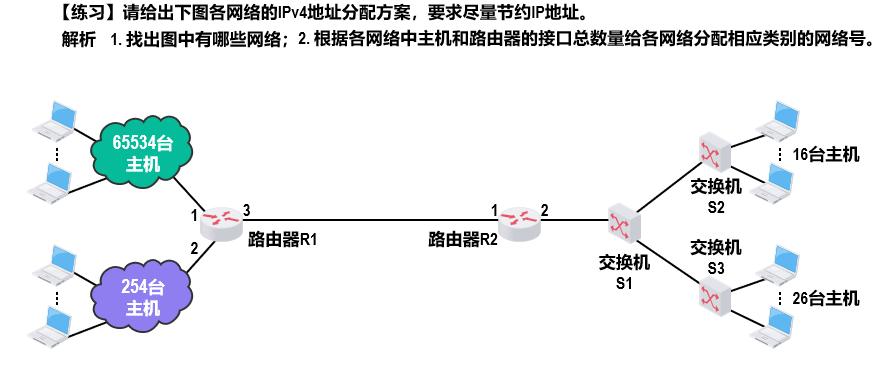 【练习】请给出下图各网络的IPv4地址分配方案，要求尽量节约IP地址。
解析 1. 找出图中有哪些网络；2. 根据各网络中主机和路由器的接口总数量给各网络分配相应类别的网络号。
65534台
主机
16台主机
交换机
S2
1
3
1
2
路由器R1
路由器R2
2
交换机
S1
交换机
S3
254台
主机
26台主机